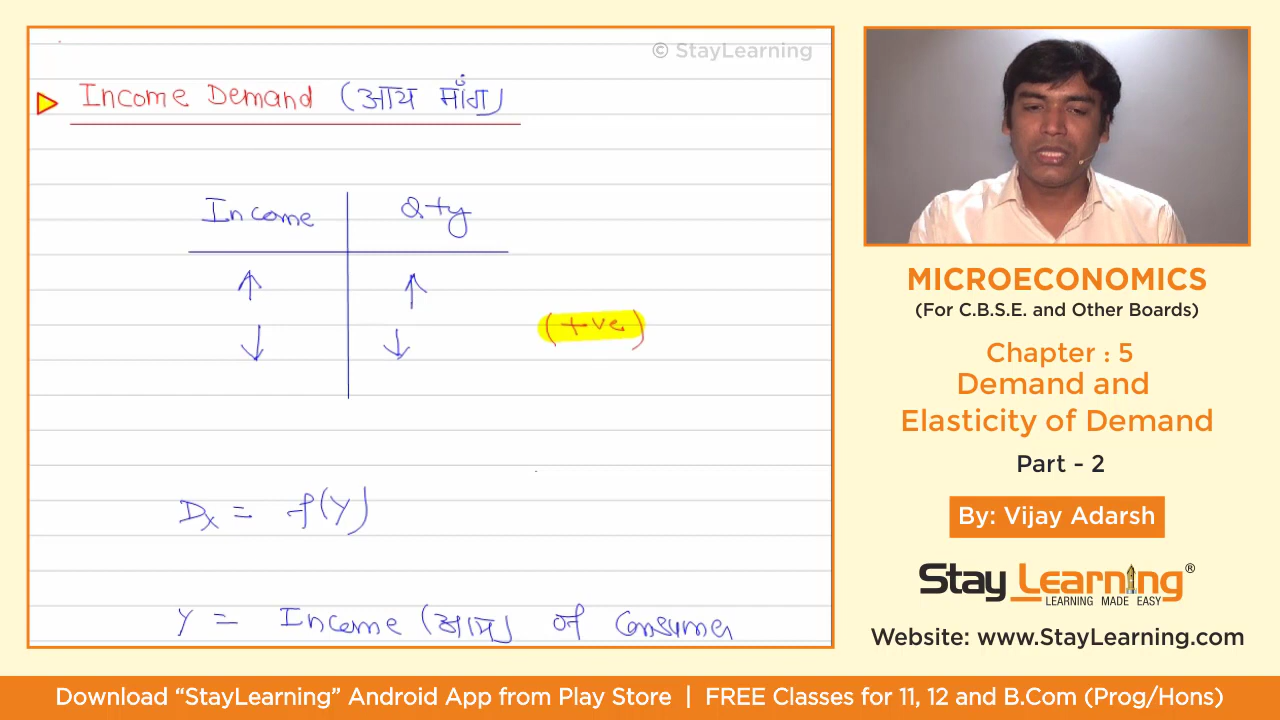 © StayLearning
Income Demand (आय माँग)
Income Qty
↑ ↑
↓ ↓
(+ve)
Dx = f(Y)
Y = Income (आय) of Consumer
MICROECONOMICS
(For C.B.S.E. and Other Boards)
Chapter : 5
Demand and
Elasticity of Demand
Part - 2
By: Vijay Adarsh
Stay Learning®
LEARNING MADE EASY
Website: www.StayLearning.com
Download “StayLearning” Android App from Play Store | FREE Classes for 11, 12 and B.Com (Prog/Hons)